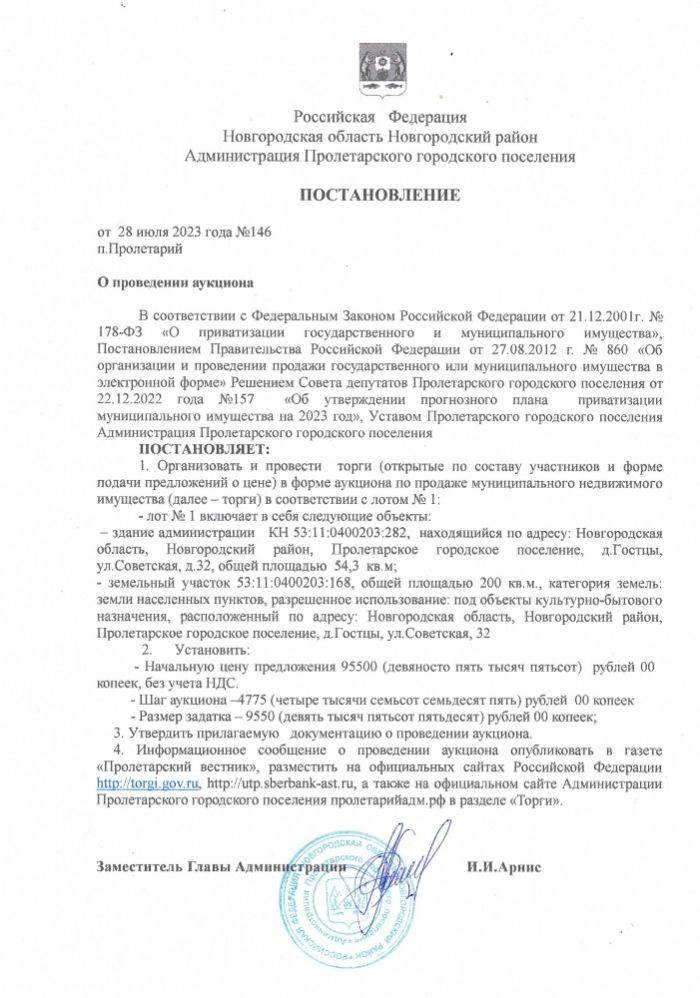 Российская Федерация
Новгородская область Новгородский район
Администрация Пролетарского городского поселения
ПОСТАНОВЛЕНИЕ
от 28 июля 2023 года №146
п.Пролетарий
О проведении аукциона
В соответствии с Федеральным Законом Российской Федерации от 21.12.2001г. №
178-ФЗ «О приватизации государственного и муниципального имущества»,
Постановлением Правительства Российской Федерации от 27.08.2012 г. № 860 «Об
организации и проведении продажи государственного или муниципального имущества в
электронной форме» Решением Совета депутатов Пролетарского городского поселения от
22.12.2022 года №157 «Об утверждении прогнозного плана приватизации
муниципального имущества на 2023 год», Уставом Пролетарского городского поселения
Администрация Пролетарского городского поселения
ПОСТАНОВЛЯЕТ:
1. Организовать и провести торги (открытые по составу участников и форме
подачи предложений о цене) в форме аукциона по продаже муниципального недвижимого
имущества (далее – торги) в соответствии с лотом № 1:
- лот № 1 включает в себя следующие объекты:
– здание администрации КН 53:11:0400203:282, находящийся по адресу: Новгородская
область, Новгородский район, Пролетарское городское поселение, д.Гостцы,
ул.Советская, д.32, общей площадью 54,3 кв.м;
- земельный участок 53:11:0400203:168, общей площадью 200 кв.м., категория земель:
земли населенных пунктов, разрешенное использование: под объекты культурно-бытового
назначения, расположенный по адресу: Новгородская область, Новгородский район,
Пролетарское городское поселение, д.Гостцы, ул.Советская, 32
2. Установить:
- Начальную цену предложения 95500 (девяносто пять тысяч пятьсот) рублей 00
копеек, без учета НДС.
- Шаг аукциона –4775 (четыре тысячи семьсот семьдесят пять) рублей 00 копеек
- Размер задатка – 9550 (девять тысяч пятьсот пятьдесят) рублей 00 копеек;
3. Утвердить прилагаемую документацию о проведении аукциона.
4. Информационное сообщение о проведении аукциона опубликовать в газете
«Пролетарский вестник», разместить на официальных сайтах Российской Федерации
http://torgi.gov.ru, http://utp.sberbank-ast.ru, а также на официальном сайте Администрации
Пролетарского городского поселения пролетарийадм.рф в разделе «Торги».
Заместитель Главы Администрации И.И.Арнис